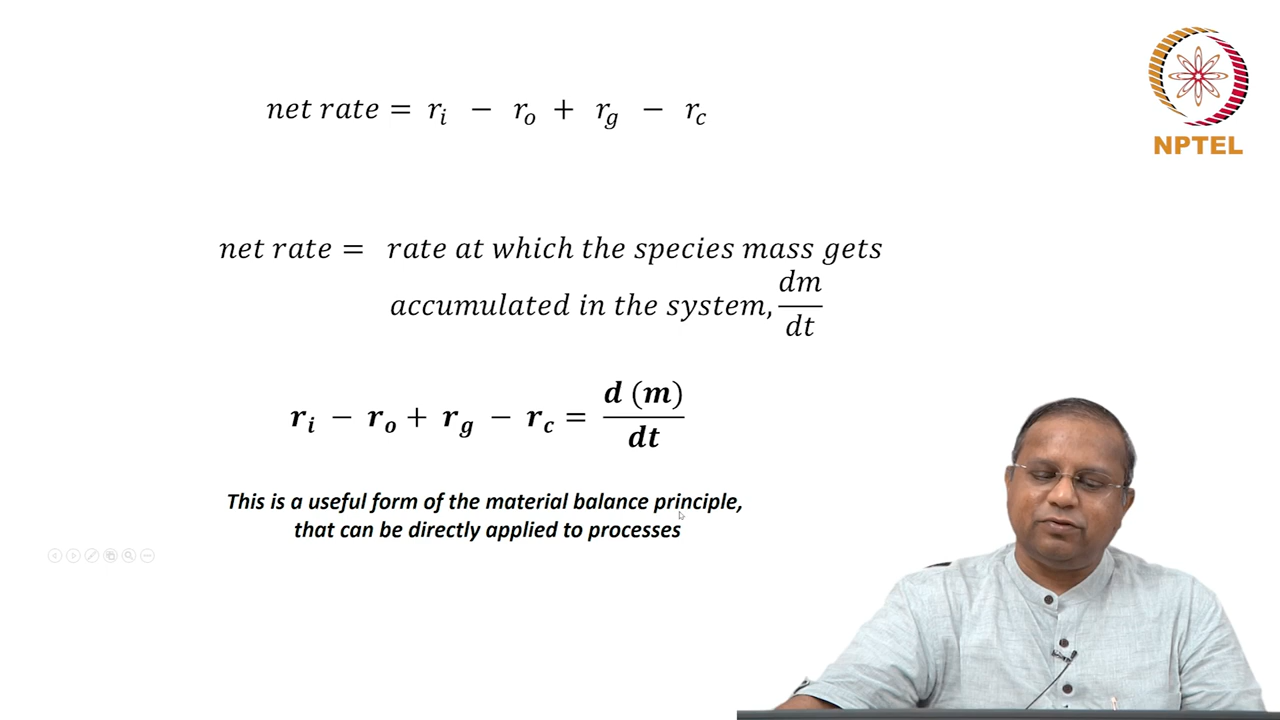 net rate = r_i − r_o + r_g − r_c
NPTEL
net rate = rate at which the species mass gets
accumulated in the system, dm/dt
r_i − r_o + r_g − r_c = d (m)/dt
This is a useful form of the material balance principle,
that can be directly applied to processes